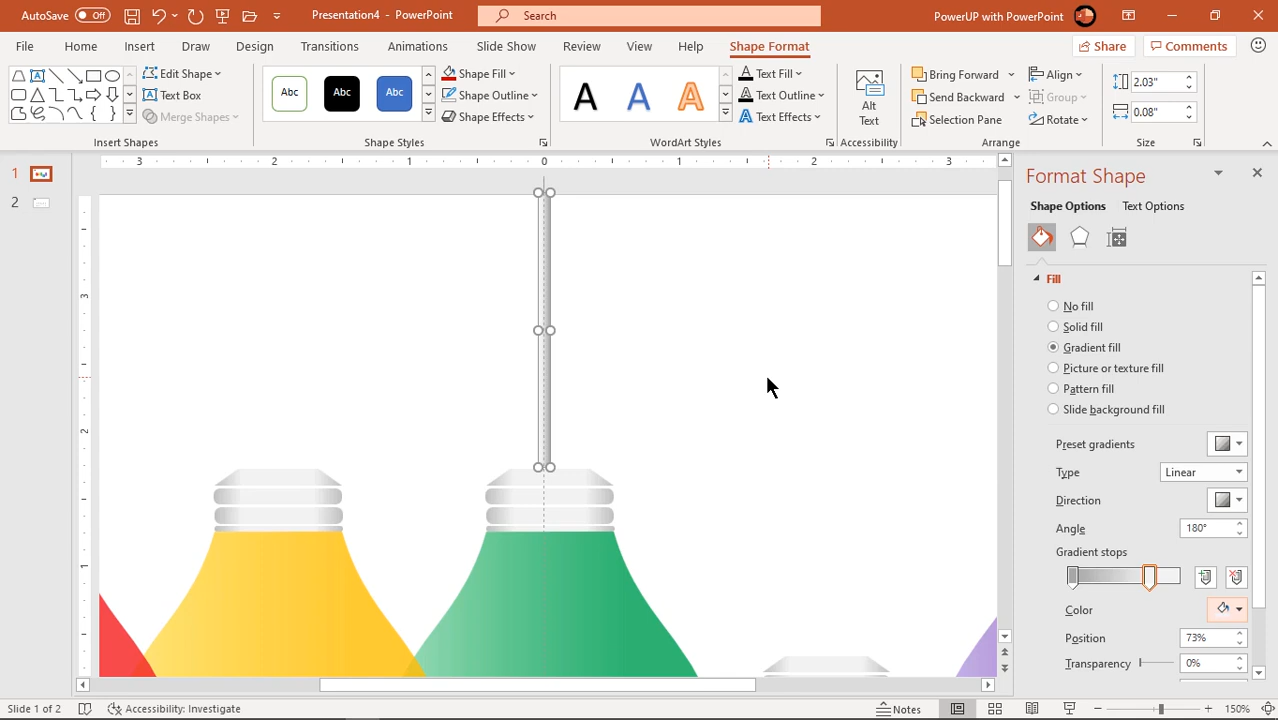 AutoSave Off Presentation4 - PowerPoint Search PowerUP with PowerPoint
File Home Insert Draw Design Transitions Animations Slide Show Review View Help Shape Format Share Comments
Edit Shape
Text Box
Merge Shapes
Insert Shapes
Abc Abc Abc
Shape Fill
Shape Outline
Shape Effects
Shape Styles
A A A
Text Fill
Text Outline
Text Effects
WordArt Styles
Alt
Text
Accessibility
Bring Forward
Send Backward
Selection Pane
Align
Group
Rotate
Arrange
2.03"
0.08"
Size
3 2 1 0 1 2 3
3
2
1
1
2
Format Shape
Shape Options Text Options
Fill
No fill
Solid fill
Gradient fill
Picture or texture fill
Pattern fill
Slide background fill
Preset gradients
Type Linear
Direction
Angle 180°
Gradient stops
Color
Position 73%
Transparency 0%
Slide 1 of 2 Accessibility: Investigate Notes 150%